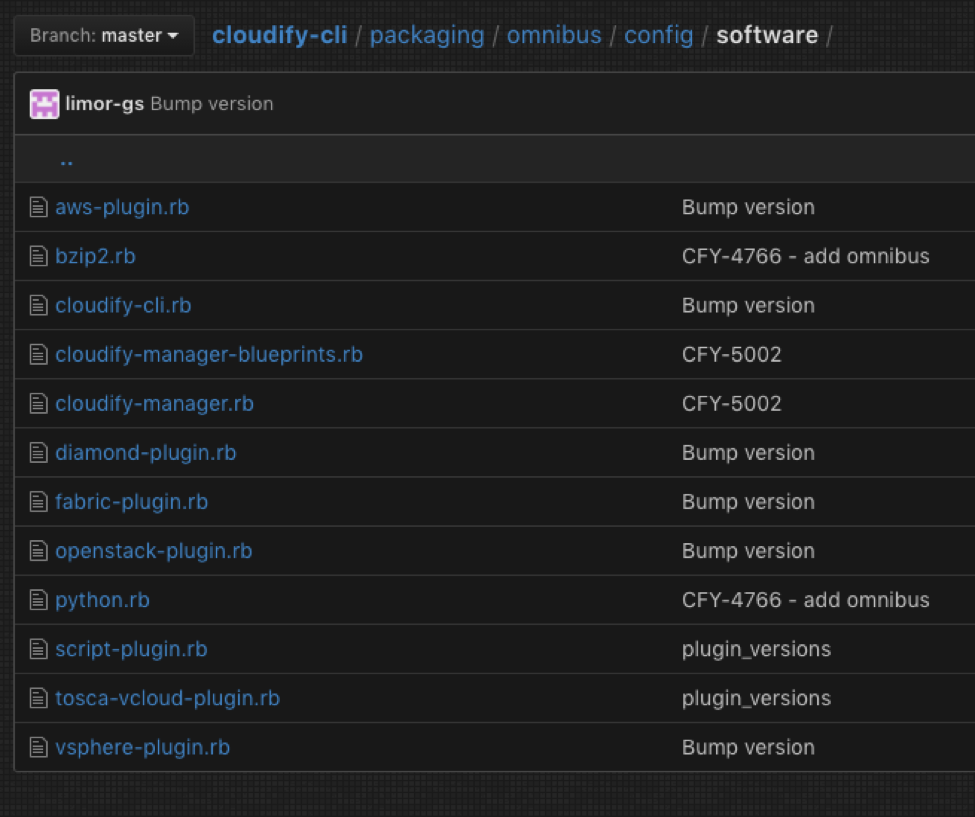 Branch: master cloudify-cli / packaging / omnibus / config / software /
limor-gs Bump version
..
aws-plugin.rb Bump version
bzip2.rb CFY-4766 - add omnibus
cloudify-cli.rb Bump version
cloudify-manager-blueprints.rb CFY-5002
cloudify-manager.rb CFY-5002
diamond-plugin.rb Bump version
fabric-plugin.rb Bump version
openstack-plugin.rb Bump version
python.rb CFY-4766 - add omnibus
script-plugin.rb plugin_versions
tosca-vcloud-plugin.rb plugin_versions
vsphere-plugin.rb Bump version